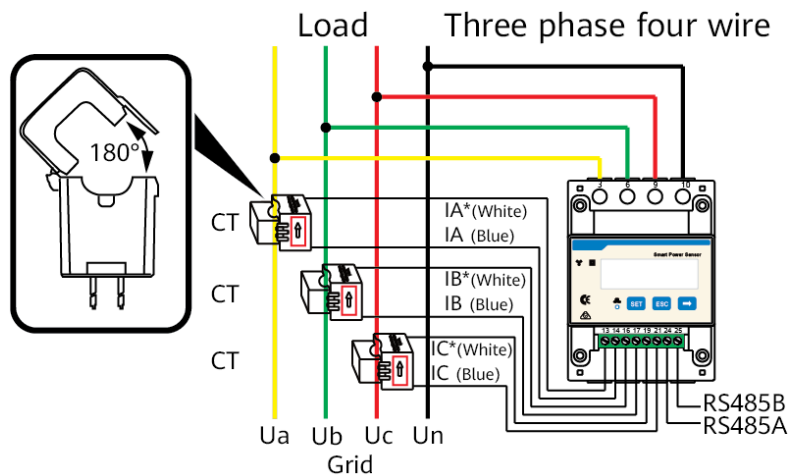 Load Three phase four wire
180°
3 6 9 10
CT
IA*(White)
IA (Blue)
Smart Power Sensor
CT
IB*(White)
IB (Blue)
SET ESC
13 14 16 17 19 21 24 25
CT
IC*(White)
IC (Blue)
RS485B
RS485A
Ua Ub Uc Un
Grid